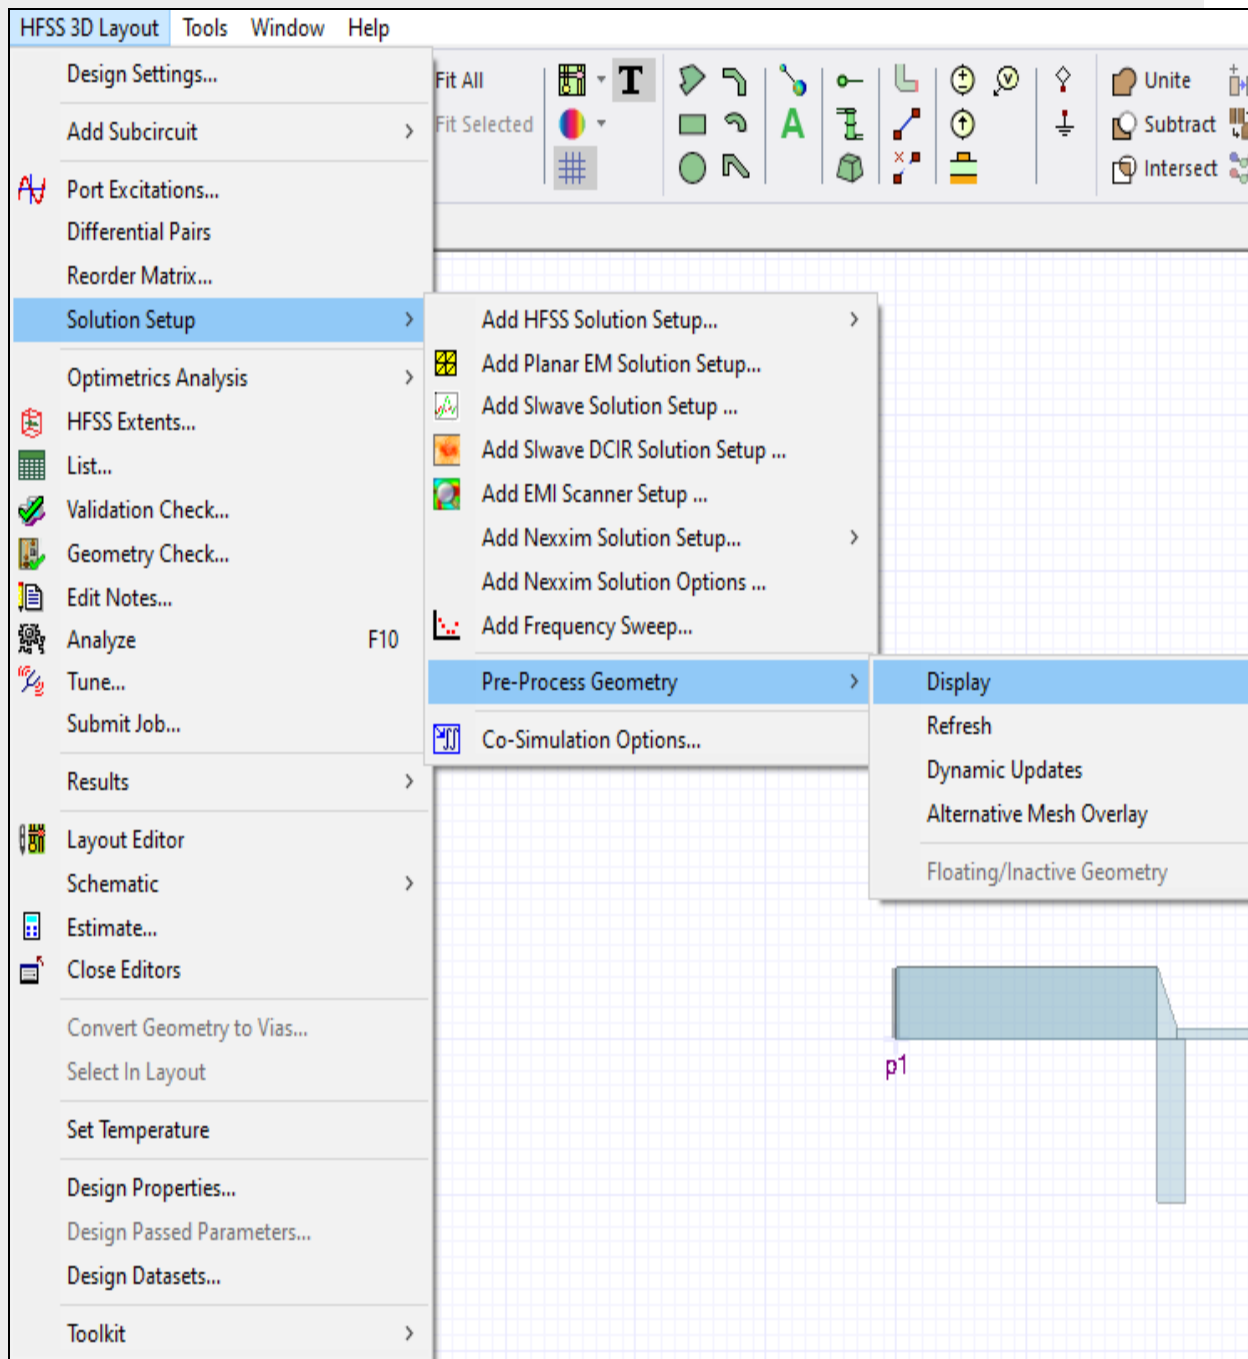 HFSS 3D Layout Tools Window Help
Design Settings...
Add Subcircuit
Port Excitations...
Differential Pairs
Reorder Matrix...
Solution Setup
Optimetrics Analysis
HFSS Extents...
List...
Validation Check...
Geometry Check...
Edit Notes...
Analyze F10
Tune...
Submit Job...
Results
Layout Editor
Schematic
Estimate...
Close Editors
Convert Geometry to Vias...
Select In Layout
Set Temperature
Design Properties...
Design Passed Parameters...
Design Datasets...
Toolkit
Fit All
Fit Selected
T
A
Unite
Subtract
Intersect
Add HFSS Solution Setup...
Add Planar EM Solution Setup...
Add SIwave Solution Setup ...
Add SIwave DCIR Solution Setup ...
Add EMI Scanner Setup ...
Add Nexxim Solution Setup...
Add Nexxim Solution Options ...
Add Frequency Sweep...
Pre-Process Geometry
Co-Simulation Options...
Display
Refresh
Dynamic Updates
Alternative Mesh Overlay
Floating/Inactive Geometry
p1